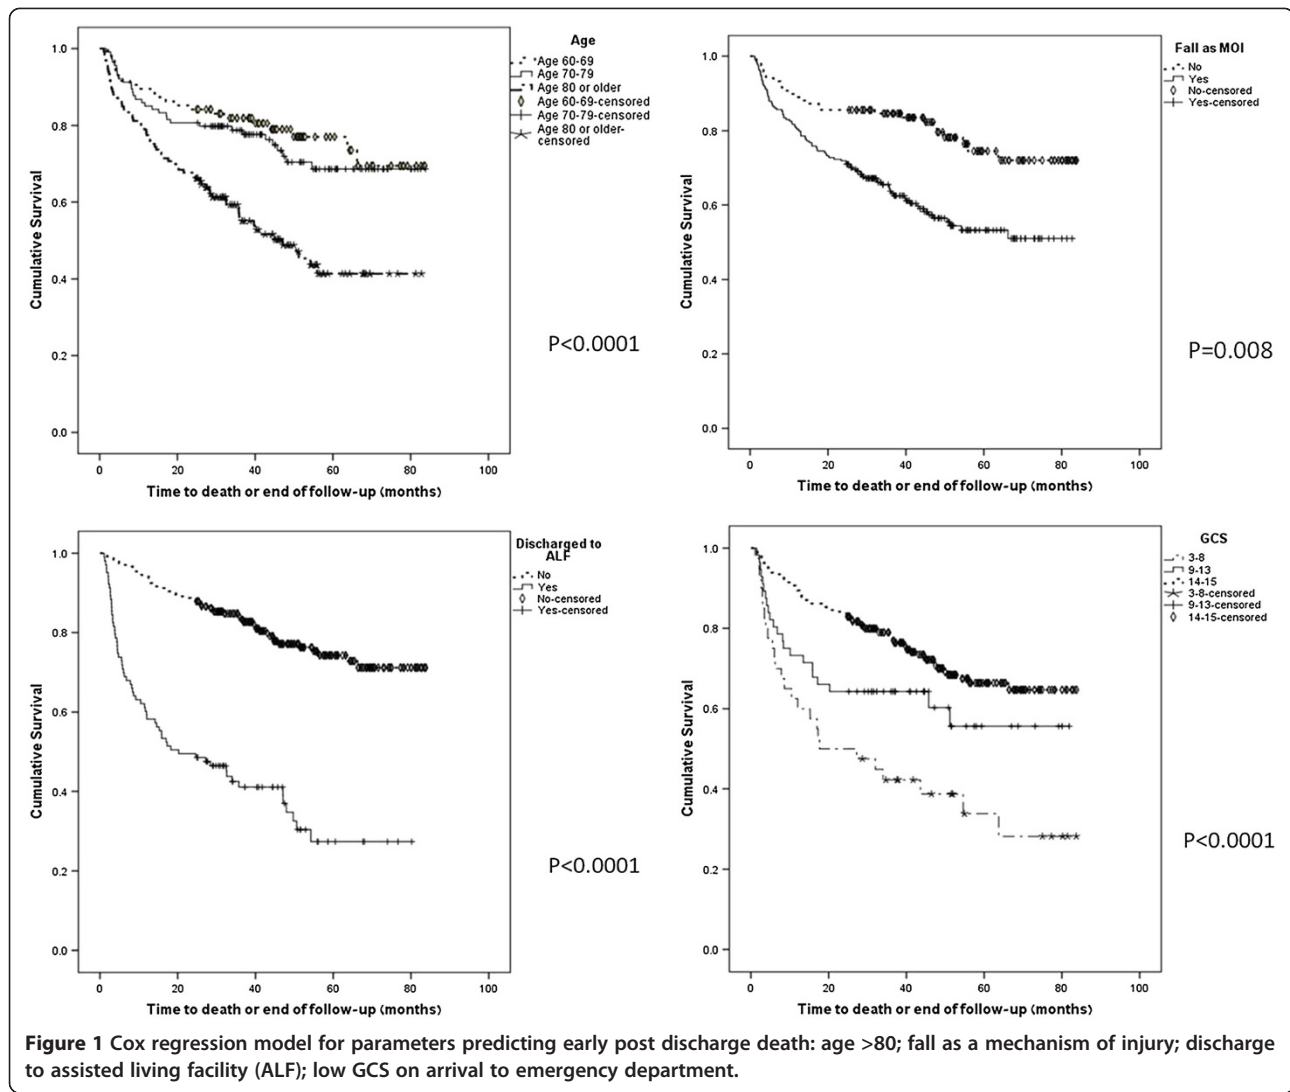 1.0
0.8
0.6
0.4
0.2
0.0
Cumulative Survival
0 20 40 60 80 100
Time to death or end of follow-up (months)
Age
Age 60-69
Age 70-79
Age 80 or older
Age 60-69-censored
Age 70-79-censored
Age 80 or older-
censored
P<0.0001
1.0
0.8
0.6
0.4
0.2
0.0
Cumulative Survival
0 20 40 60 80 100
Time to death or end of follow-up (months)
Fall as MOI
No
Yes
No-censored
Yes-censored
P=0.008
1.0
0.8
0.6
0.4
0.2
0.0
Cumulative Survival
0 20 40 60 80 100
Time to death or end of follow-up (months)
Discharged to
ALF
No
Yes
No-censored
Yes-censored
P<0.0001
1.0
0.8
0.6
0.4
0.2
0.0
Cumulative Survival
0 20 40 60 80 100
Time to death or end of follow-up (months)
GCS
3-8
9-13
14-15
3-8-censored
9-13-censored
14-15-censored
P<0.0001
Figure 1 Cox regression model for parameters predicting early post discharge death: age >80; fall as a mechanism of injury; discharge
to assisted living facility (ALF); low GCS on arrival to emergency department.